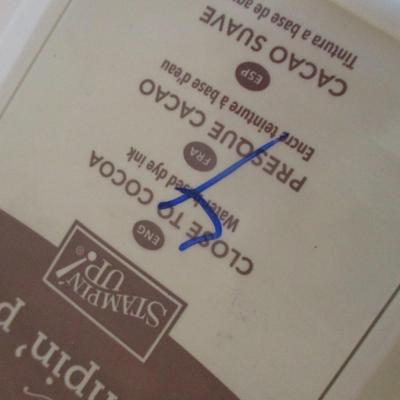 mpin' p
STAMPIN' UP!
ENG
CLOSE TO COCOA
Water-based dye ink
FRA
PRESQUE CACAO
Encre teinture à base d'eau
ESP
CACAO SUAVE
Tintura a base de